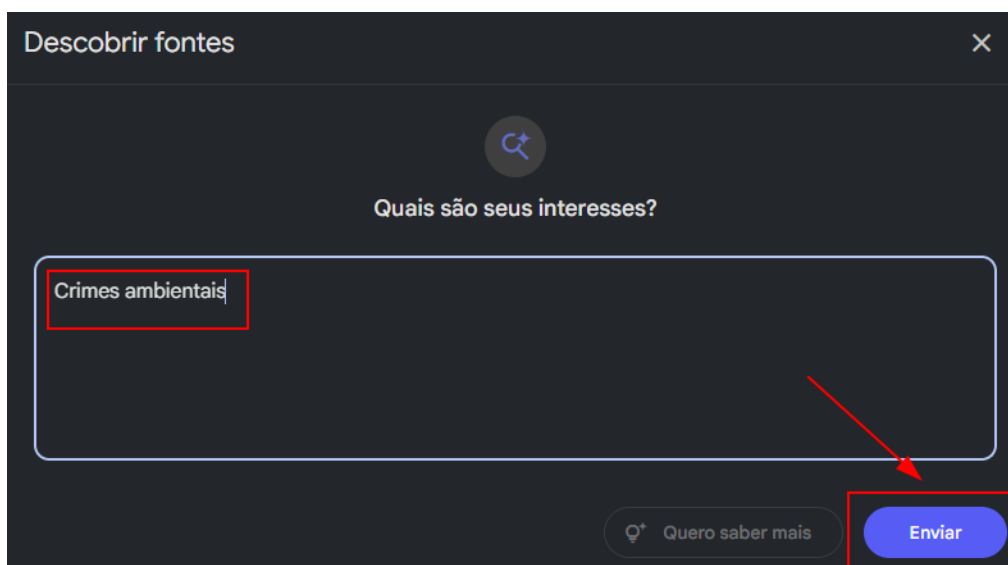 Descobrir fontes
Quais são seus interesses?
Crimes ambientais
Quero saber mais
Enviar